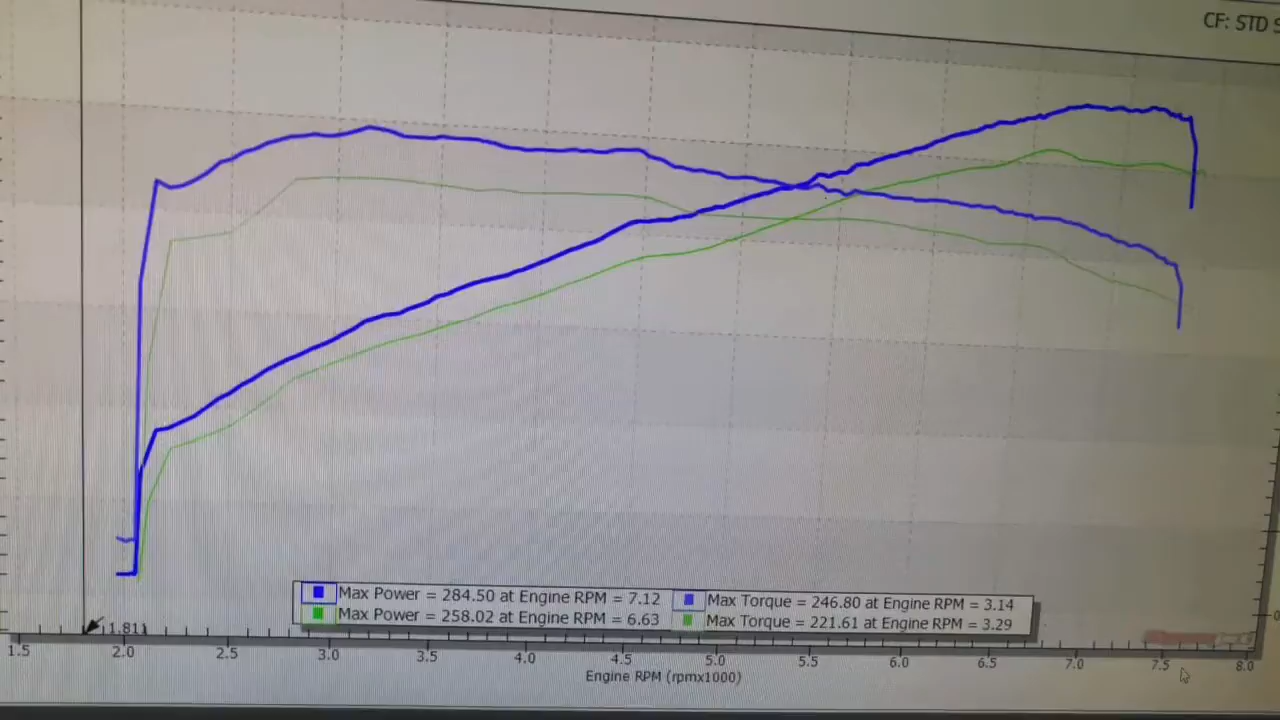 CF: STD
Max Power = 284.50 at Engine RPM = 7.12
Max Torque = 246.80 at Engine RPM = 3.14
Max Power = 258.02 at Engine RPM = 6.63
Max Torque = 221.61 at Engine RPM = 3.29
1.811
1.5 2.0 2.5 3.0 3.5 4.0 4.5 5.0 5.5 6.0 6.5 7.0 7.5 8.0
Engine RPM (rpmx1000)